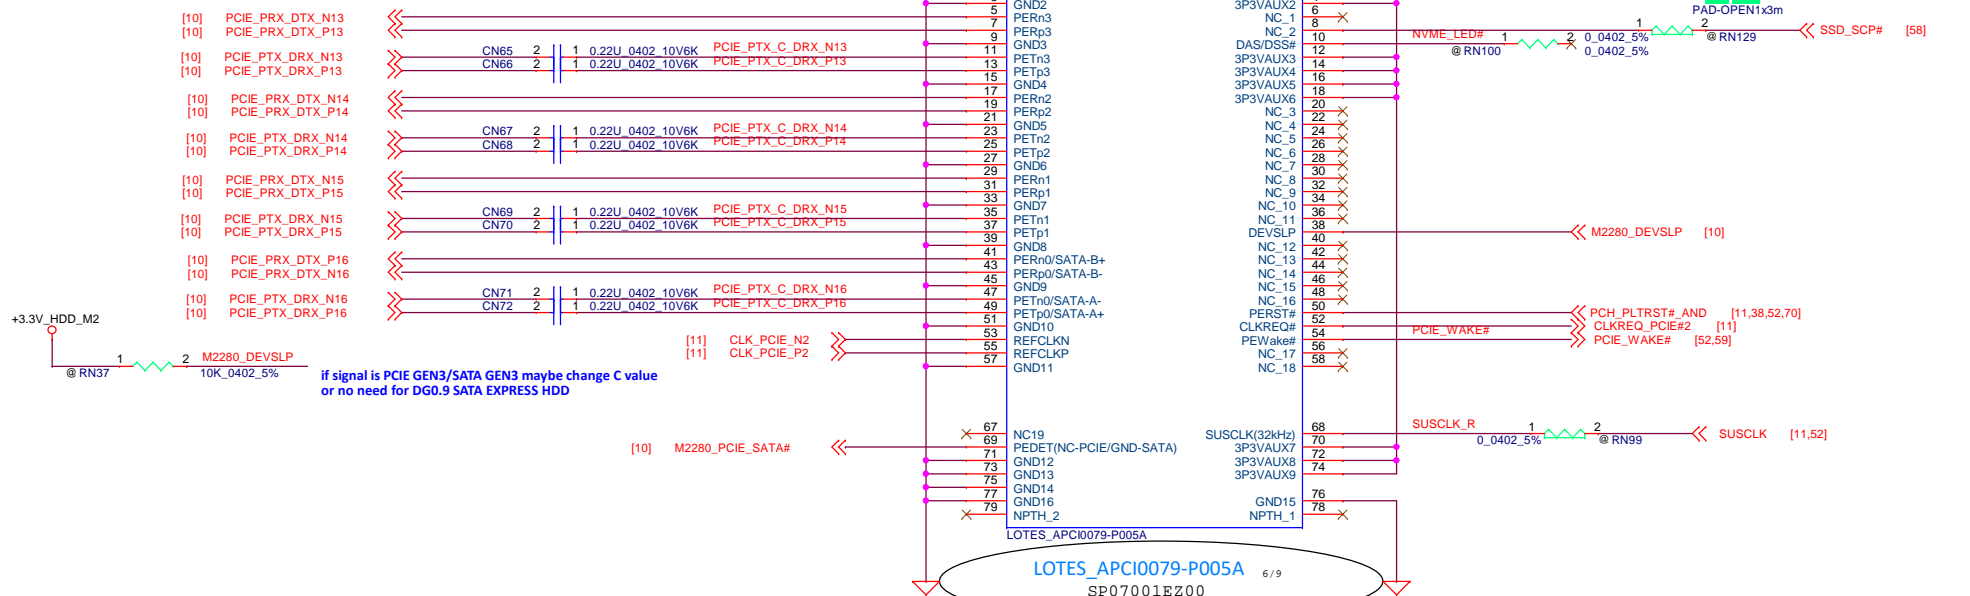 GND2 3P3VAUX2
[10] PCIE_PRX_DTX_N13 5 PERn3 NC_1 6 PAD-OPEN1x3m
[10] PCIE_PRX_DTX_P13 7 PERp3 NC_2 8 1 2 SSD_SCP# [58]
9 GND3 DAS/DSS# 10 NVME_LED# 1 2 0_0402_5% @ RN129
[10] PCIE_PTX_DRX_N13 CN65 2 1 0.22U_0402_10V6K PCIE_PTX_C_DRX_N13 11 PETn3 3P3VAUX3 12 @ RN100 0_0402_5%
[10] PCIE_PTX_DRX_P13 CN66 2 1 0.22U_0402_10V6K PCIE_PTX_C_DRX_P13 13 PETp3 3P3VAUX4 14
15 GND4 3P3VAUX5 16
[10] PCIE_PRX_DTX_N14 17 PERn2 3P3VAUX6 18
[10] PCIE_PRX_DTX_P14 19 PERp2 NC_3 20
21 GND5 NC_4 22
[10] PCIE_PTX_DRX_N14 CN67 2 1 0.22U_0402_10V6K PCIE_PTX_C_DRX_N14 23 PETn2 NC_5 24
[10] PCIE_PTX_DRX_P14 CN68 2 1 0.22U_0402_10V6K PCIE_PTX_C_DRX_P14 25 PETp2 NC_6 26
27 GND6 NC_7 28
[10] PCIE_PRX_DTX_N15 29 PERn1 NC_8 30
[10] PCIE_PRX_DTX_P15 31 PERp1 NC_9 32
33 GND7 NC_10 34
[10] PCIE_PTX_DRX_N15 CN69 2 1 0.22U_0402_10V6K PCIE_PTX_C_DRX_N15 35 PETn1 NC_11 36
[10] PCIE_PTX_DRX_P15 CN70 2 1 0.22U_0402_10V6K PCIE_PTX_C_DRX_P15 37 PETp1 DEVSLP 38 M2280_DEVSLP [10]
39 GND8 NC_12 40
[10] PCIE_PRX_DTX_P16 41 PERn0/SATA-B+ NC_13 42
[10] PCIE_PRX_DTX_N16 43 PERp0/SATA-B- NC_14 44
45 GND9 NC_15 46
[10] PCIE_PTX_DRX_N16 CN71 2 1 0.22U_0402_10V6K PCIE_PTX_C_DRX_N16 47 PETn0/SATA-A- NC_16 48
[10] PCIE_PTX_DRX_P16 CN72 2 1 0.22U_0402_10V6K PCIE_PTX_C_DRX_P16 49 PETp0/SATA-A+ PERST# 50 PCH_PLTRST#_AND [11,38,52,70]
+3.3V_HDD_M2 51 GND10 CLKREQ# 52 CLKREQ_PCIE#2 [11]
[11] CLK_PCIE_N2 53 REFCLKN PEWake# 54 PCIE_WAKE# PCIE_WAKE# [52,59]
[11] CLK_PCIE_P2 55 REFCLKP NC_17 56
1 2 M2280_DEVSLP 57 GND11 NC_18 58
@ RN37 10K_0402_5%
if signal is PCIE GEN3/SATA GEN3 maybe change C value
or no need for DG0.9 SATA EXPRESS HDD
67 NC19 SUSCLK(32kHz) 68 SUSCLK_R 1 2 SUSCLK [11,52]
[10] M2280_PCIE_SATA# 69 PEDET(NC-PCIE/GND-SATA) 3P3VAUX7 70 0_0402_5% @ RN99
71 GND12 3P3VAUX8 72
73 GND13 3P3VAUX9 74
75 GND14
77 GND16 GND15 76
79 NPTH_2 NPTH_1 78
LOTES_APCI0079-P005A
LOTES_APCI0079-P005A 6/9
SP07001EZ00